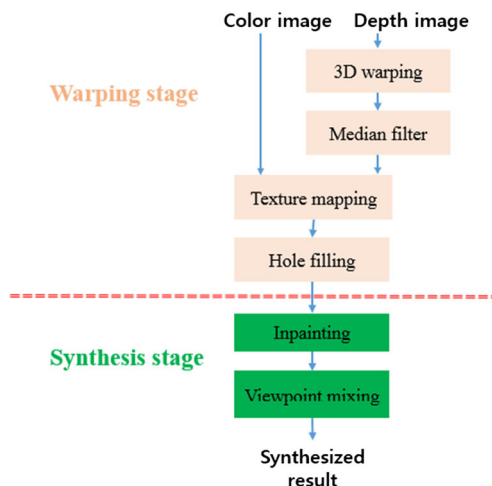 Color image
Depth image
3D warping
Warping stage
Median filter
Texture mapping
Hole filling
Inpainting
Synthesis stage
Viewpoint mixing
Synthesized
result